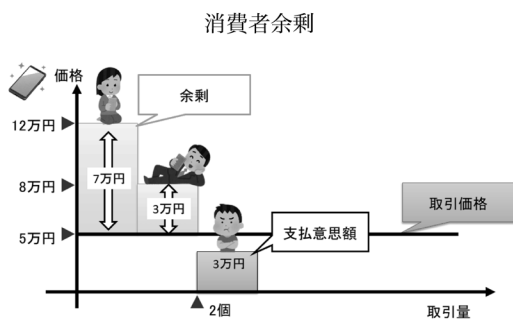 消費者余剰
価格
余剰
12万円
7万円
8万円
3万円
取引価格
5万円
支払意思額
3万円
2個
取引量